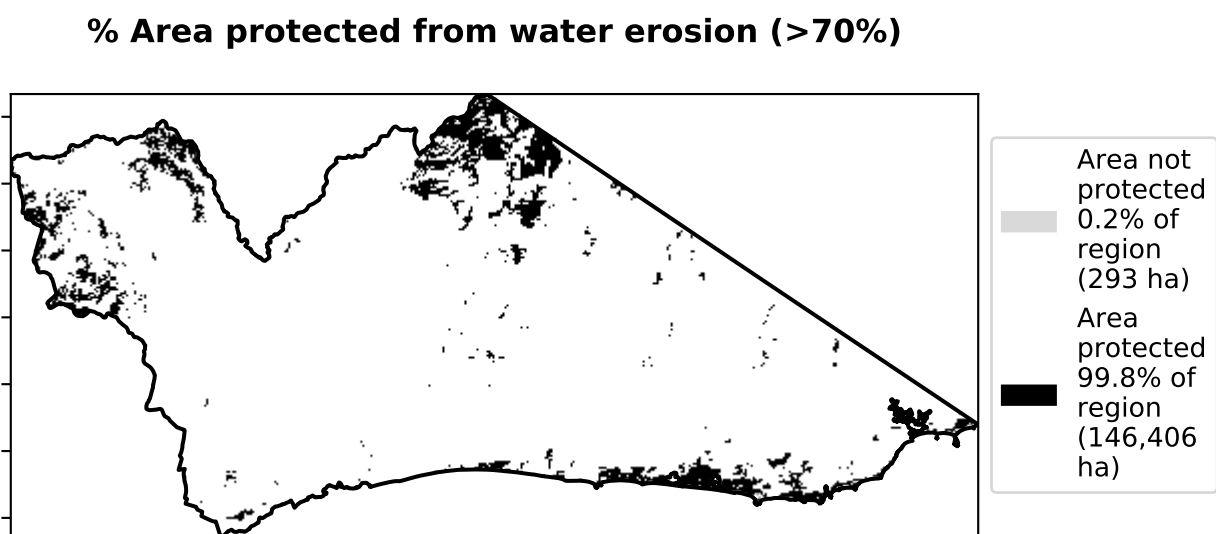 % Area protected from water erosion (>70%)
Area not
protected
0.2% of
region
(293 ha)
Area
protected
99.8% of
region
(146,406
ha)